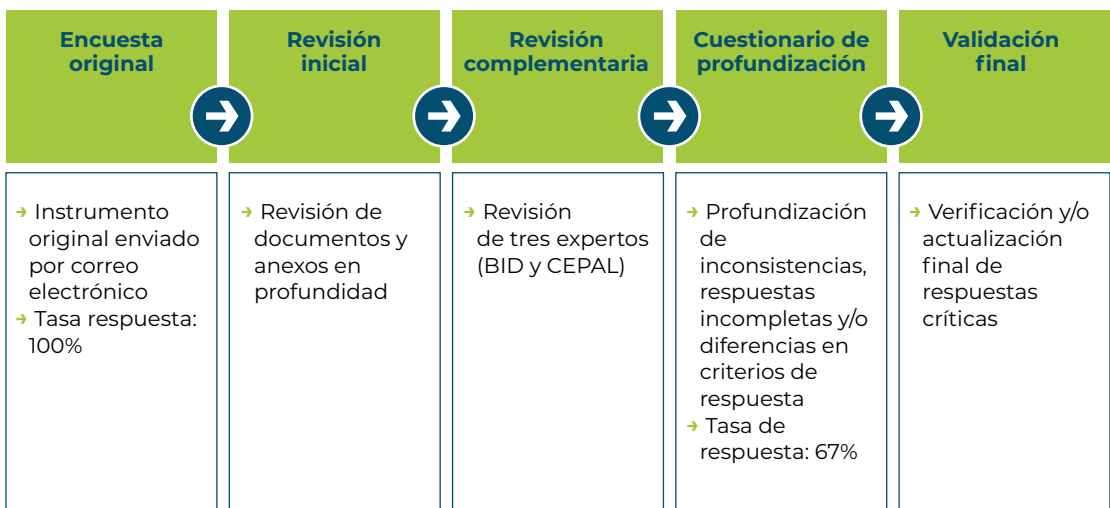 Encuesta
original
Revisión
inicial
Revisión
complementaria
Cuestionario de
profundización
Validación
final
→ Instrumento
original enviado
por correo
electrónico
→ Tasa respuesta:
100%
→ Revisión de
documentos y
anexos en
profundidad
→ Revisión
de tres expertos
(BID y CEPAL)
→ Profundización
de
inconsistencias,
respuestas
incompletas y/o
diferencias en
criterios de
respuesta
→ Tasa de
respuesta: 67%
→ Verificación y/o
actualización
final de
respuestas
críticas